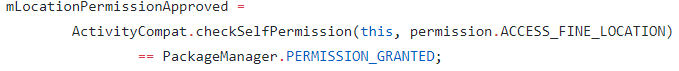 mLocationPermissionApproved =
ActivityCompat.checkSelfPermission(this, permission.ACCESS_FINE_LOCATION)
== PackageManager.PERMISSION_GRANTED;